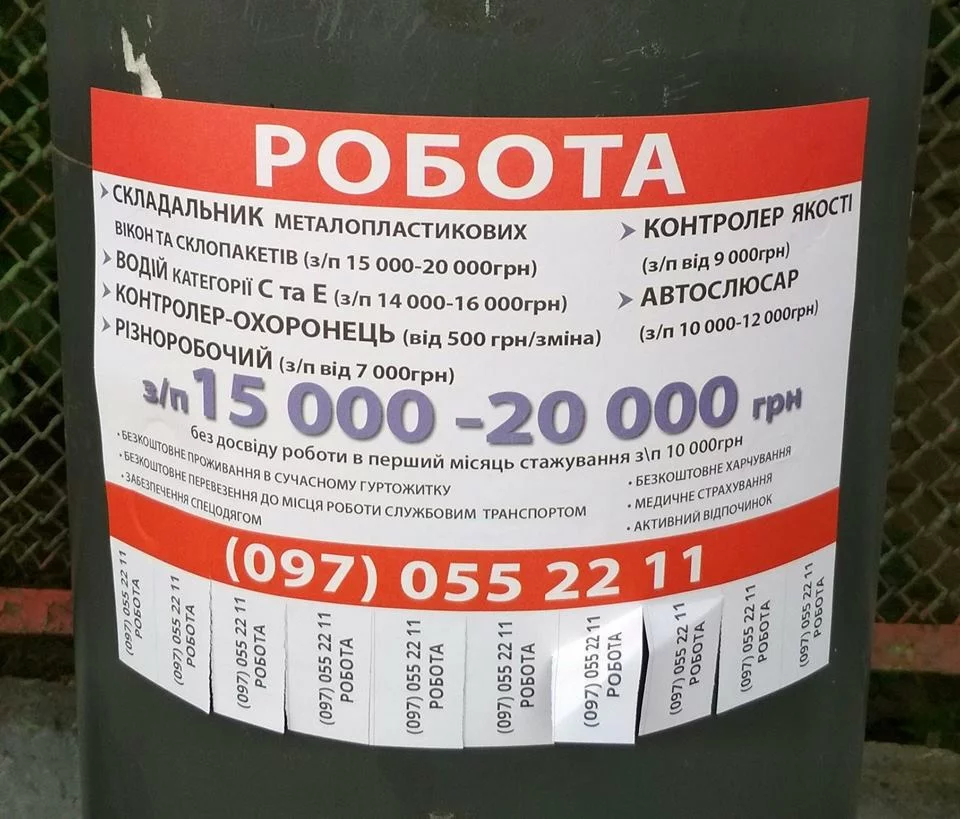 РОБОТА
СКЛАДАЛЬНИК МЕТАЛОПЛАСТИКОВИХ
ВІКОН ТА СКЛОПАКЕТІВ (з/п 15 000-20 000грн)
ВОДІЙ КАТЕГОРІЇ С та Е (з/п 14 000-16 000грн)
КОНТРОЛЕР-ОХОРОНЕЦЬ (від 500 грн/зміна)
РІЗНОРОБОЧИЙ (з/п від 7 000грн)
КОНТРОЛЕР ЯКОСТІ
(з/п від 9 000грн)
АВТОСЛЮСАР
(з/п 10 000-12 000грн)
з/п 15 000 -20 000 грн
без досвіду роботи в перший місяць стажування з\п 10 000грн
• БЕЗКОШТОВНЕ ПРОЖИВАННЯ В СУЧАСНОМУ ГУРТОЖИТКУ
• БЕЗКОШТОВНЕ ПЕРЕВЕЗЕННЯ ДО МІСЦЯ РОБОТИ СЛУЖБОВИМ ТРАНСПОРТОМ
• ЗАБЕЗПЕЧЕННЯ СПЕЦОДЯГОМ
• БЕЗКОШТОВНЕ ХАРЧУВАННЯ
• МЕДИЧНЕ СТРАХУВАННЯ
• АКТИВНИЙ ВІДПОЧИНОК
(097) 055 22 11
(097) 055 22 11
РОБОТА
(097) 055 22 11
РОБОТА
(097) 055 22 11
РОБОТА
(097) 055 22 11
РОБОТА
(097) 055 22 11
РОБОТА
(097) 055 22 11
РОБОТА
(097) 055 22 11
РОБОТА
(097) 055 22 11
РОБОТА
(097) 055 22 11
РОБОТА
(097) 055 22 11
РОБОТА